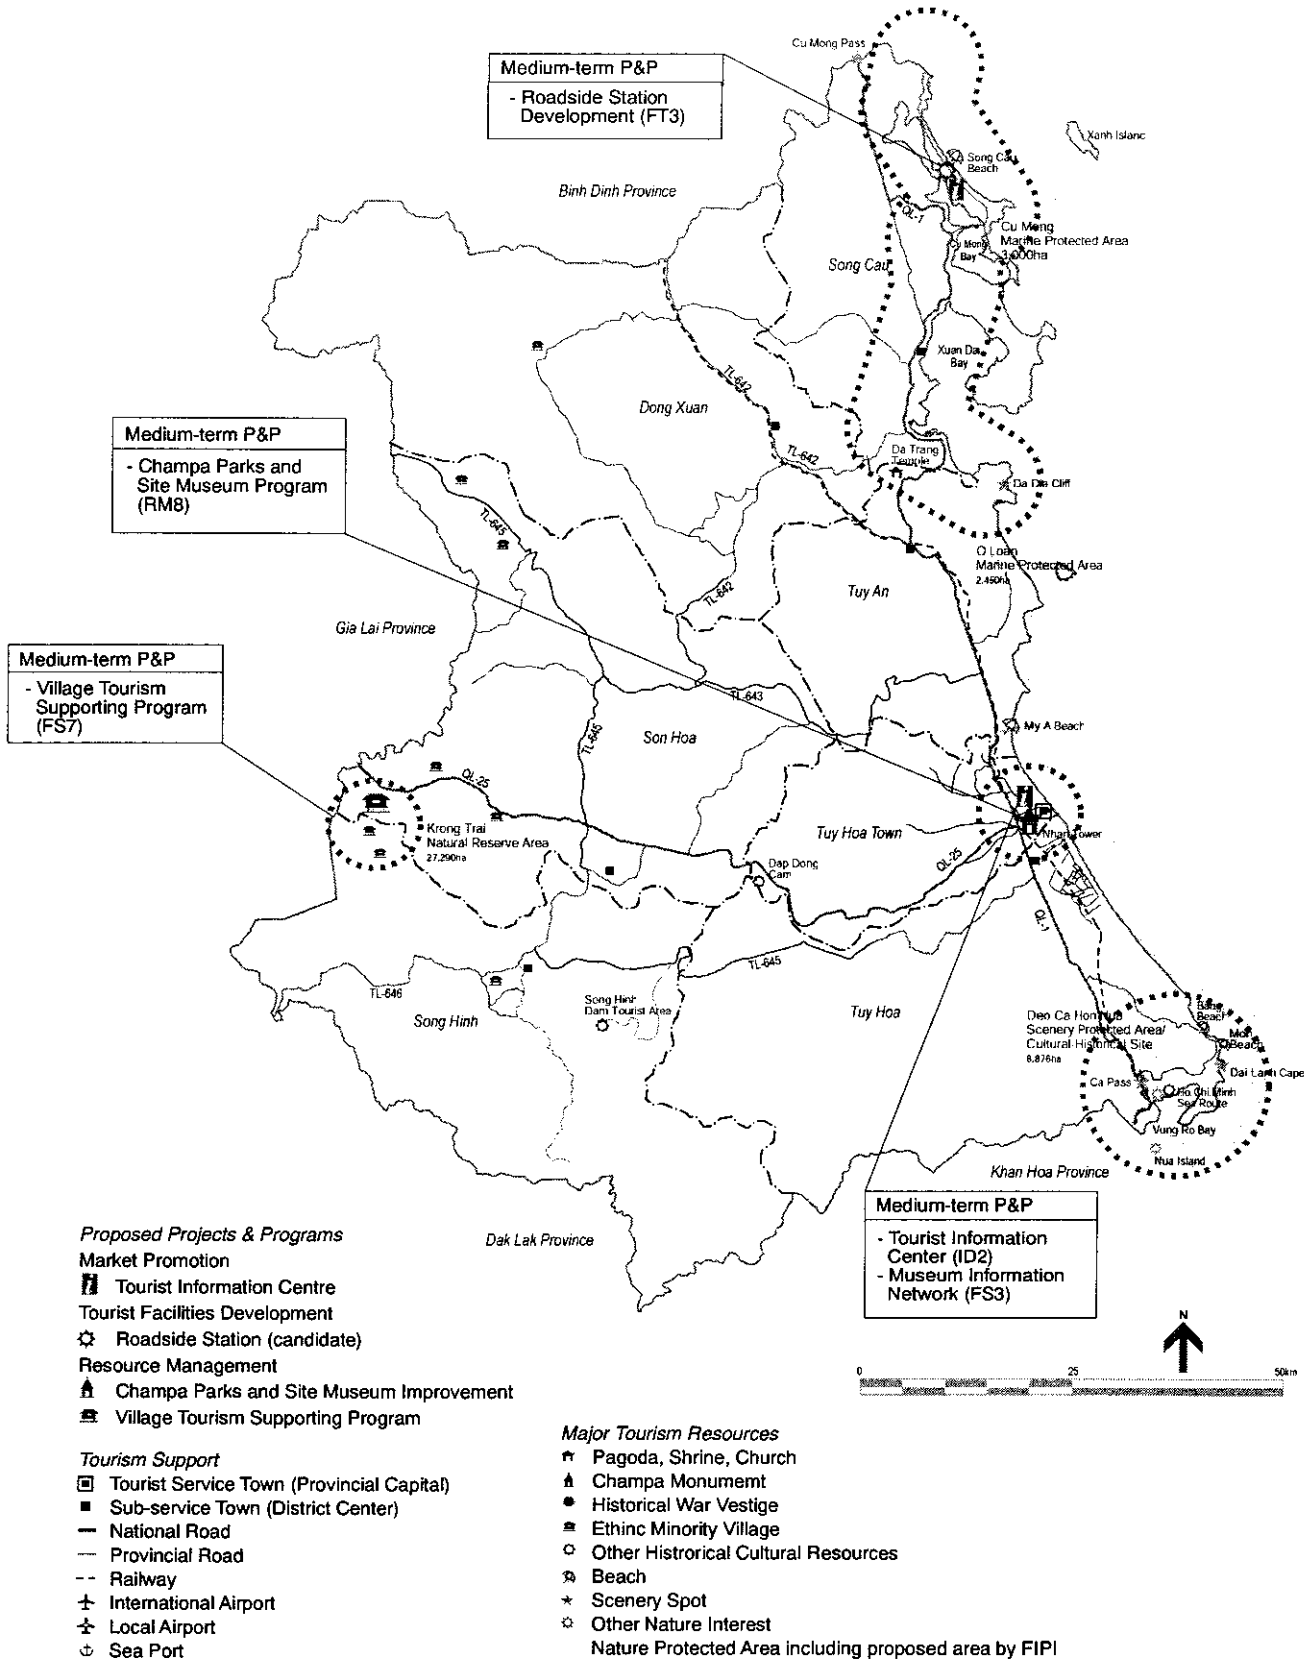 Cu Mong Pass
Medium-term P&P
- Roadside Station
Development (FT3)
Xanh Islanc
Song Cau
Beach
Binh Dinh Province
QL-1
Cu Mong
Marine Protected Area
3,000ha
Cu Mong
Bay
Song Cau
Xuan Dai
Bay
TL-642
Dong Xuan
Medium-term P&P
- Champa Parks and
Site Museum Program
(RM8)
TL-642
Da Trang
Temple
Da Dia Cliff
TL-645
O Loan
Marine Protected Area
2,450ha
TL-642
Tuy An
Gia Lai Province
Medium-term P&P
- Village Tourism
Supporting Program
(FS7)
TL-643
My A Beach
TL-645
Son Hoa
QL-25
Krong Trai
Natural Reserve Area
27,290ha
Tuy Hoa Town
Nhan Tower
QL-25
Dap Dong
Cam
QL-1
TL-645
TL-646
Song Hinh
Song Hinh
Dam Tourist Area
Tuy Hoa
Deo Ca Hon Nua
Scenery Protected Area/
Cultural Historical Site
8,876ha
Bang
Beach
Mon
Beach
Dai Lanh Cape
Ca Pass
Ho Chi Minh
Sea Route
Vung Ro Bay
Nua Island
Khan Hoa Province
Medium-term P&P
- Tourist Information
Center (ID2)
- Museum Information
Network (FS3)
Dak Lak Province
N
0 25 50km
Proposed Projects & Programs
Market Promotion
Tourist Information Centre
Tourist Facilities Development
Roadside Station (candidate)
Resource Management
Champa Parks and Site Museum Improvement
Village Tourism Supporting Program
Tourism Support
Tourist Service Town (Provincial Capital)
Sub-service Town (District Center)
National Road
Provincial Road
Railway
International Airport
Local Airport
Sea Port
Major Tourism Resources
Pagoda, Shrine, Church
Champa Monumemt
Historical War Vestige
Ethinc Minority Village
Other Histrorical Cultural Resources
Beach
Scenery Spot
Other Nature Interest
Nature Protected Area including proposed area by FIPI